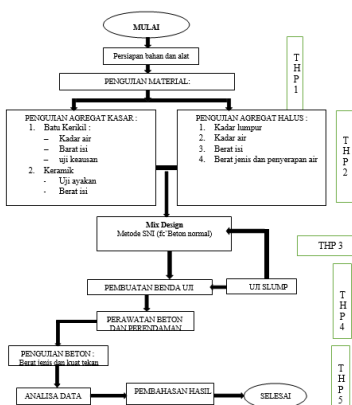 MULAI
Persiapan bahan dan alat
PENGUJIAN MATERIAL:
T
H
P
1
PENGUJIAN AGREGAT KASAR :
1. Batu Kerikil :
– Kadar air
– Barat isi
– uji keausan
2. Keramik
- Uji ayakan
- Berat isi
PENGUJIAN AGREGAT HALUS :
1. Kadar lumpur
2. Kadar air
3. Berat isi
4. Berat jenis dan penyerapan air
T
H
P
2
Mix Design
Metode SNI (fc' Beton normal)
THP 3
PEMBUATAN BENDA UJI
UJI SLUMP
PERAWATAN BETON
DAN PERENDAMAN
T
H
P
4
PENGUJIAN BETON :
Berat jenis dan kuat tekan
ANALISA DATA
PEMBAHASAN HASIL
SELESAI
T
H
P
5